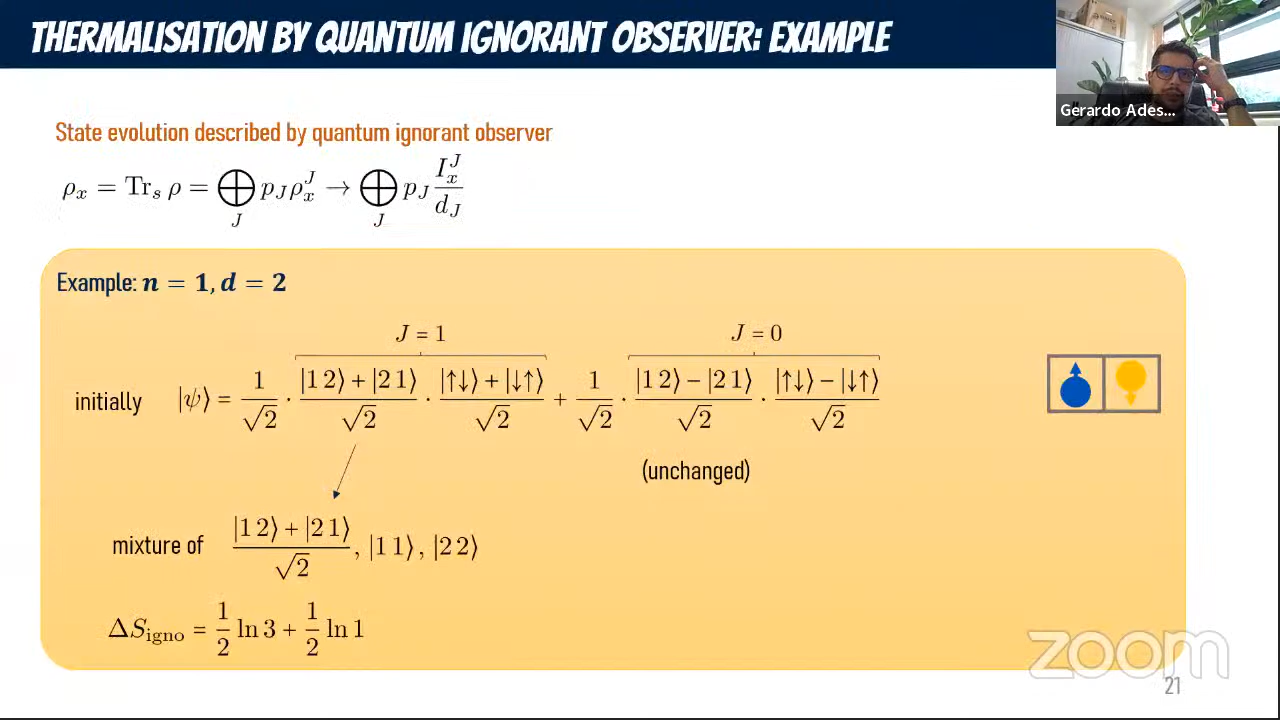 THERMALISATION BY QUANTUM IGNORANT OBSERVER: EXAMPLE
Gerardo Ades...
State evolution described by quantum ignorant observer
ρ_x = Tr_s ρ = ⨁_J p_J ρ_x^J → ⨁_J p_J I_x^J / d_J
Example: n = 1, d = 2
J = 1
J = 0
initially |ψ⟩ = 1/√2 · (|1 2⟩ + |2 1⟩)/√2 · (|↑↓⟩ + |↓↑⟩)/√2 + 1/√2 · (|1 2⟩ − |2 1⟩)/√2 · (|↑↓⟩ − |↓↑⟩)/√2
(unchanged)
mixture of (|1 2⟩ + |2 1⟩)/√2 , |1 1⟩ , |2 2⟩
ΔS_igno = 1/2 ln 3 + 1/2 ln 1
zoom
21